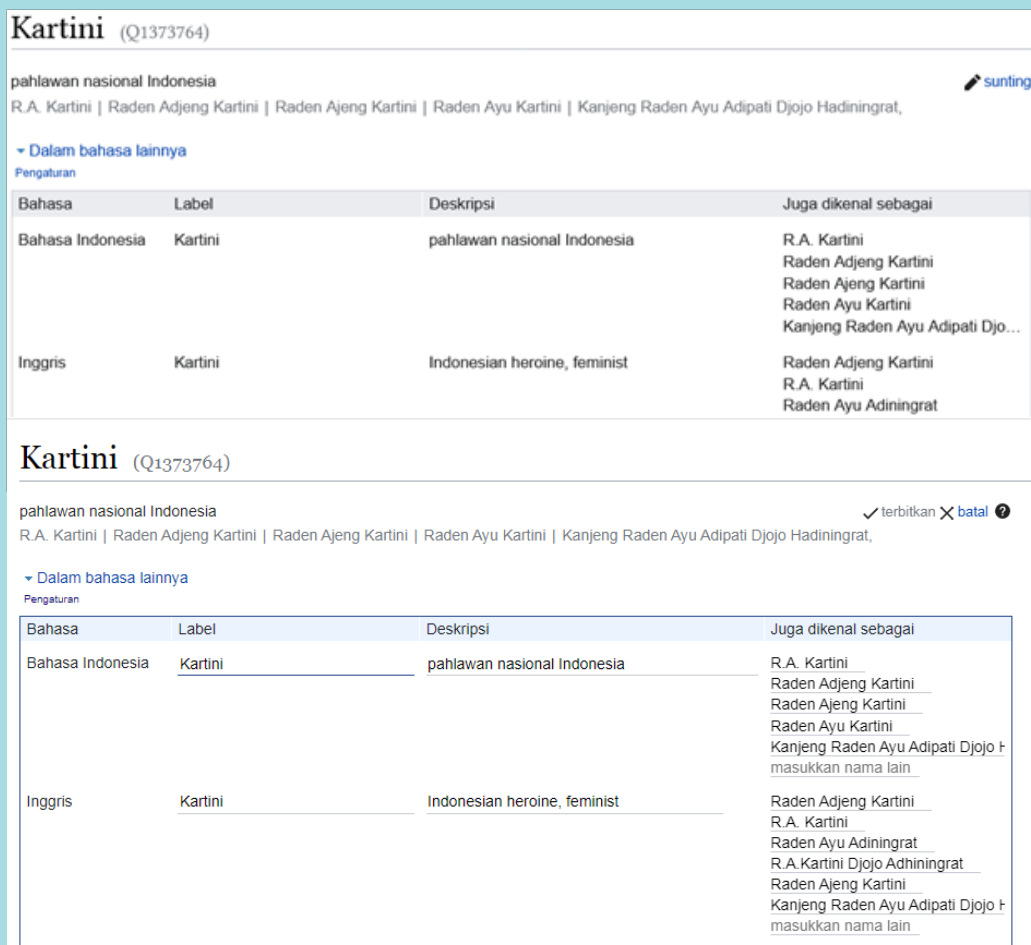 Kartini (Q1373764)
pahlawan nasional Indonesia
sunting
R.A. Kartini | Raden Adjeng Kartini | Raden Ajeng Kartini | Raden Ayu Kartini | Kanjeng Raden Ayu Adipati Djojo Hadiningrat,
Dalam bahasa lainnya
Pengaturan
Bahasa Label Deskripsi Juga dikenal sebagai
Bahasa Indonesia Kartini pahlawan nasional Indonesia R.A. Kartini
Raden Adjeng Kartini
Raden Ajeng Kartini
Raden Ayu Kartini
Kanjeng Raden Ayu Adipati Djo...
Inggris Kartini Indonesian heroine, feminist Raden Adjeng Kartini
R.A. Kartini
Raden Ayu Adiningrat
Kartini (Q1373764)
pahlawan nasional Indonesia
terbitkan batal ?
R.A. Kartini | Raden Adjeng Kartini | Raden Ajeng Kartini | Raden Ayu Kartini | Kanjeng Raden Ayu Adipati Djojo Hadiningrat,
Dalam bahasa lainnya
Pengaturan
Bahasa Label Deskripsi Juga dikenal sebagai
Bahasa Indonesia Kartini pahlawan nasional Indonesia R.A. Kartini
Raden Adjeng Kartini
Raden Ajeng Kartini
Raden Ayu Kartini
Kanjeng Raden Ayu Adipati Djojo
masukkan nama lain
Inggris Kartini Indonesian heroine, feminist Raden Adjeng Kartini
R.A. Kartini
Raden Ayu Adiningrat
R.A.Kartini Djojo Adhiningrat
Raden Ajeng Kartini
Kanjeng Raden Ayu Adipati Djojo
masukkan nama lain